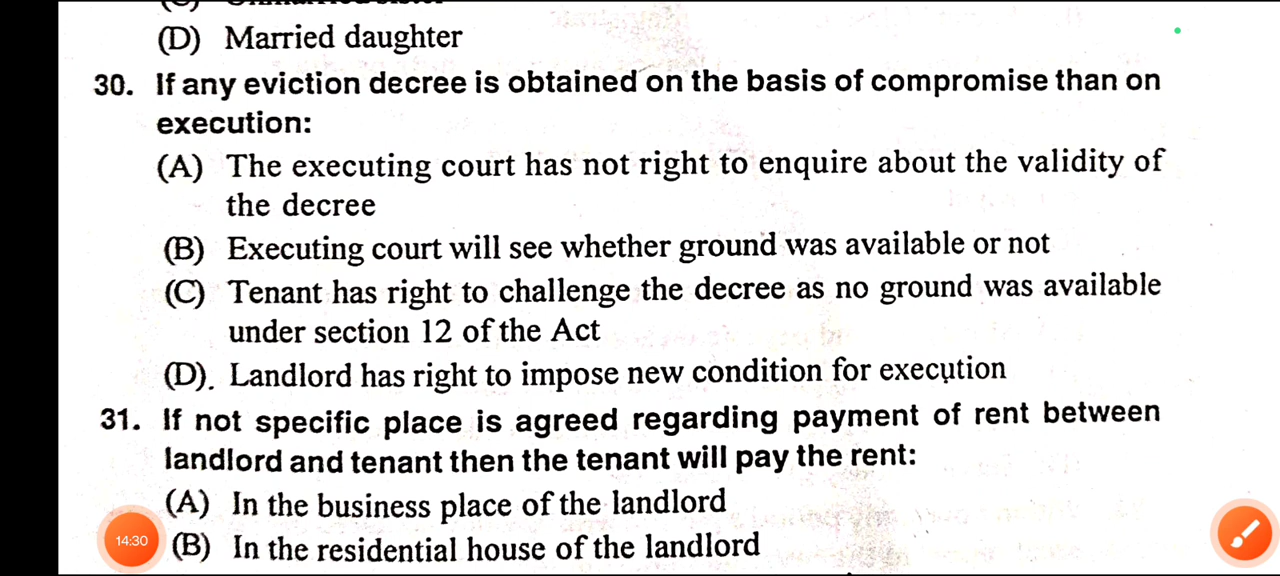 (D) Married daughter
30. If any eviction decree is obtained on the basis of compromise than on
execution:
(A) The executing court has not right to enquire about the validity of
the decree
(B) Executing court will see whether ground was available or not
(C) Tenant has right to challenge the decree as no ground was available
under section 12 of the Act
(D). Landlord has right to impose new condition for execution
31. If not specific place is agreed regarding payment of rent between
landlord and tenant then the tenant will pay the rent:
(A) In the business place of the landlord
14:30
(B) In the residential house of the landlord